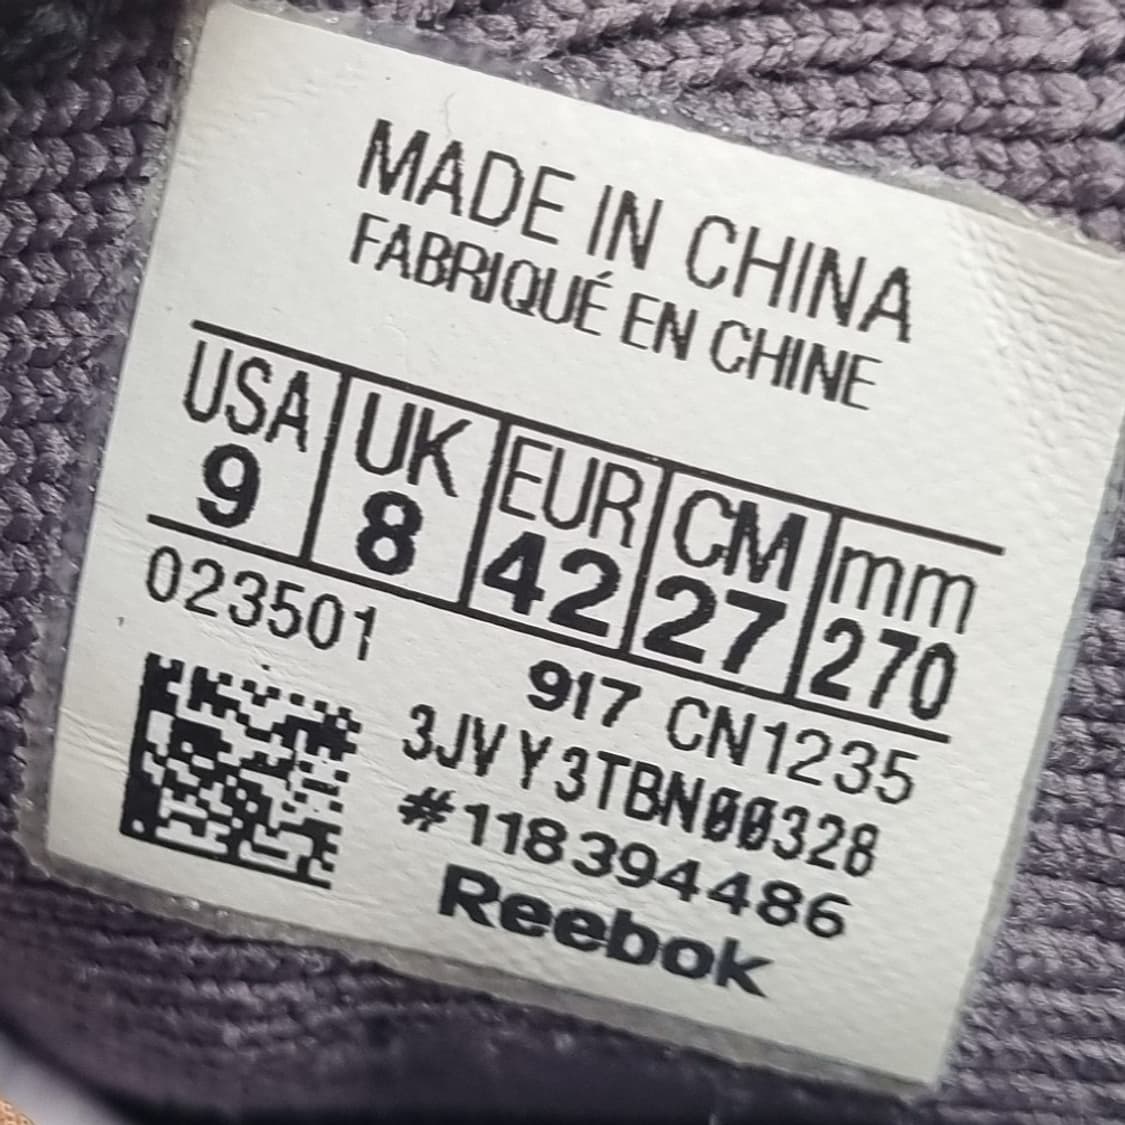 MADE IN CHINA
FABRIQUÉ EN CHINE
USA UK EUR CM mm
9 8 42 27 270
023501
917 CN1235
3JVY3TBN00328
#118394486
Reebok